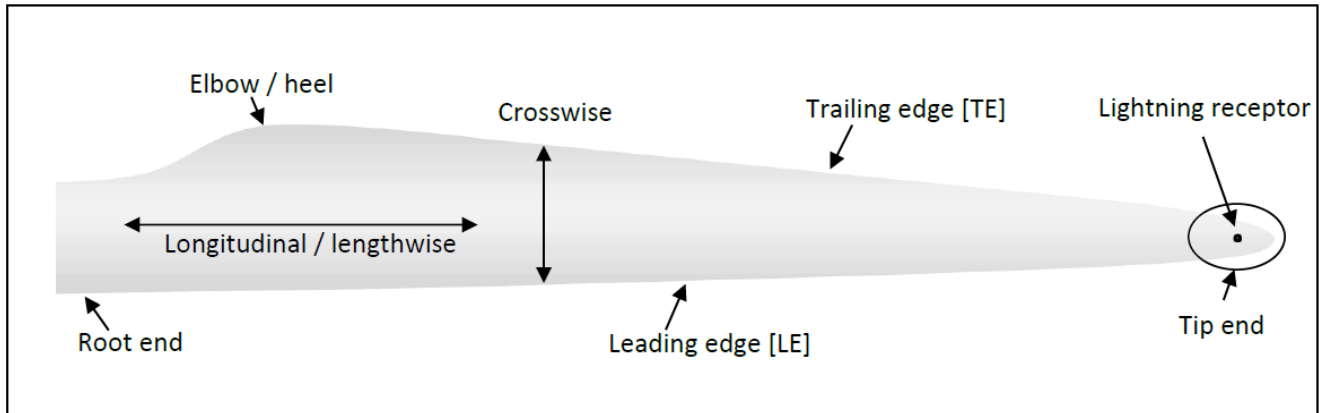 Elbow / heel
Crosswise
Trailing edge [TE]
Lightning receptor
Longitudinal / lengthwise
Root end
Leading edge [LE]
Tip end